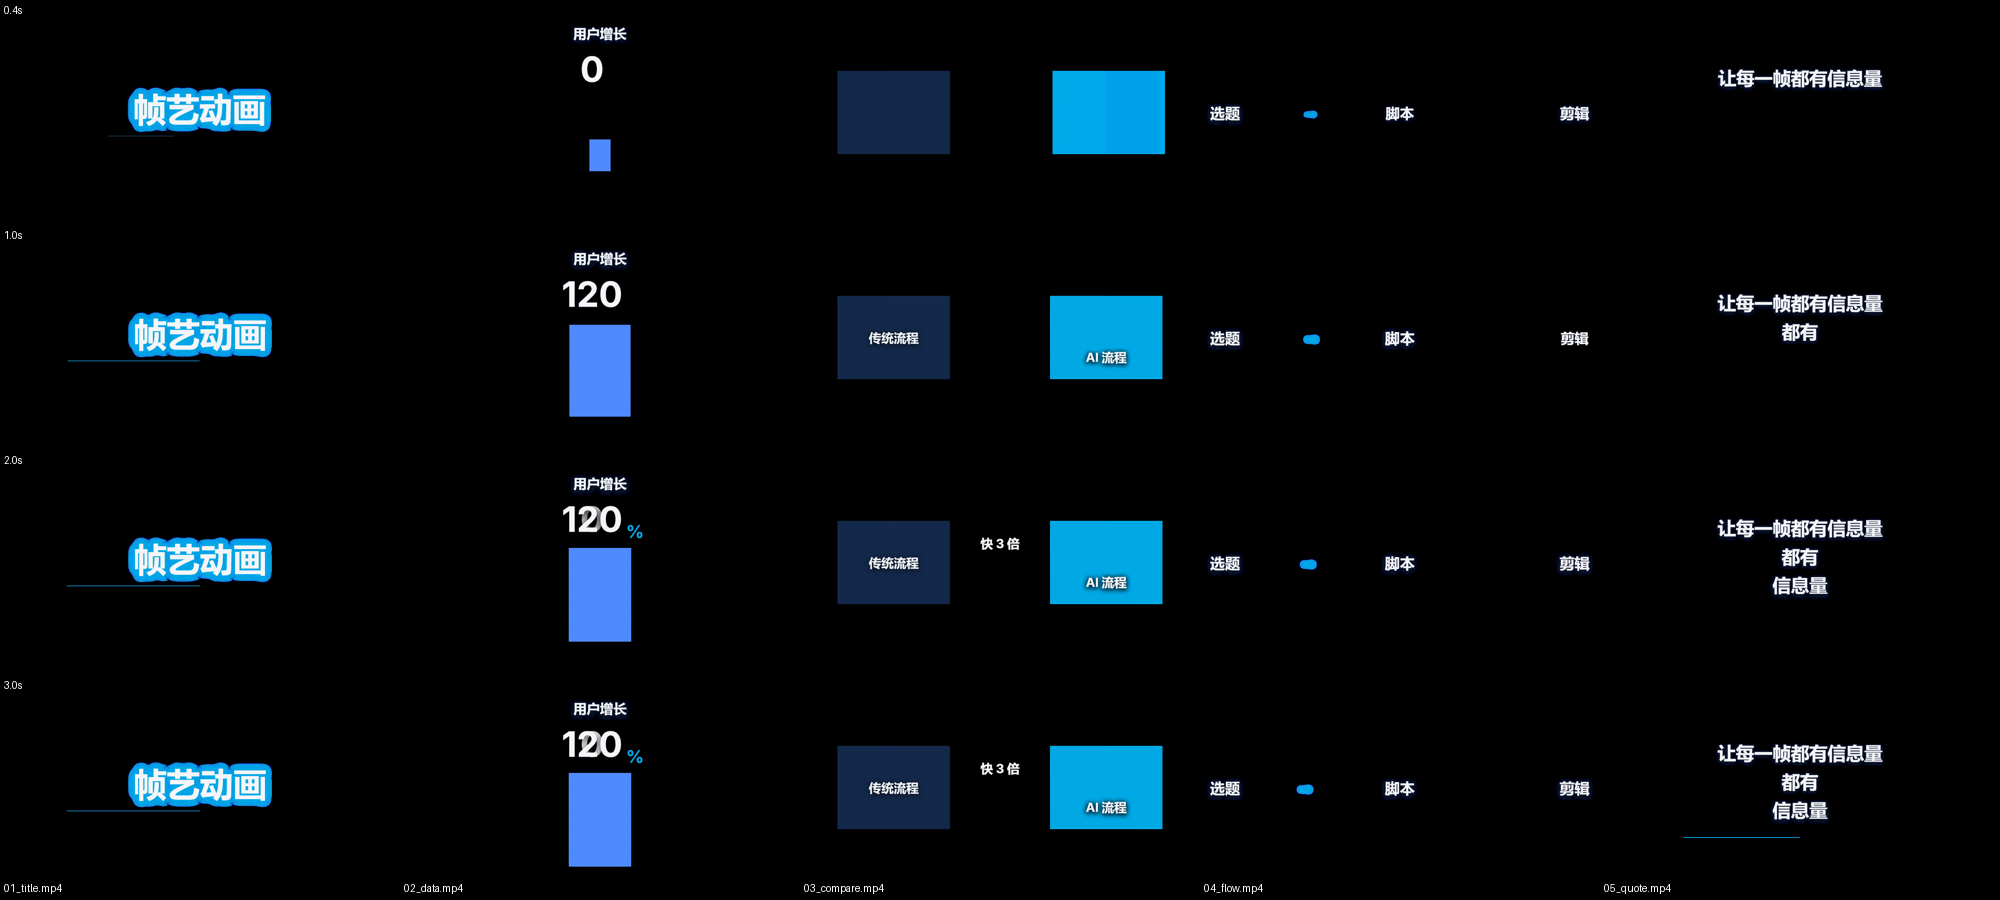 0.4s
帧艺动画
用户增长
0
选题
脚本
剪辑
让每一帧都有信息量
1.0s
帧艺动画
用户增长
120
传统流程
AI 流程
选题
脚本
剪辑
让每一帧都有信息量
都有
2.0s
帧艺动画
用户增长
120 %
传统流程
快 3 倍
AI 流程
选题
脚本
剪辑
让每一帧都有信息量
都有
信息量
3.0s
帧艺动画
用户增长
120 %
传统流程
快 3 倍
AI 流程
选题
脚本
剪辑
让每一帧都有信息量
都有
信息量
01_title.mp4
02_data.mp4
03_compare.mp4
04_flow.mp4
05_quote.mp4